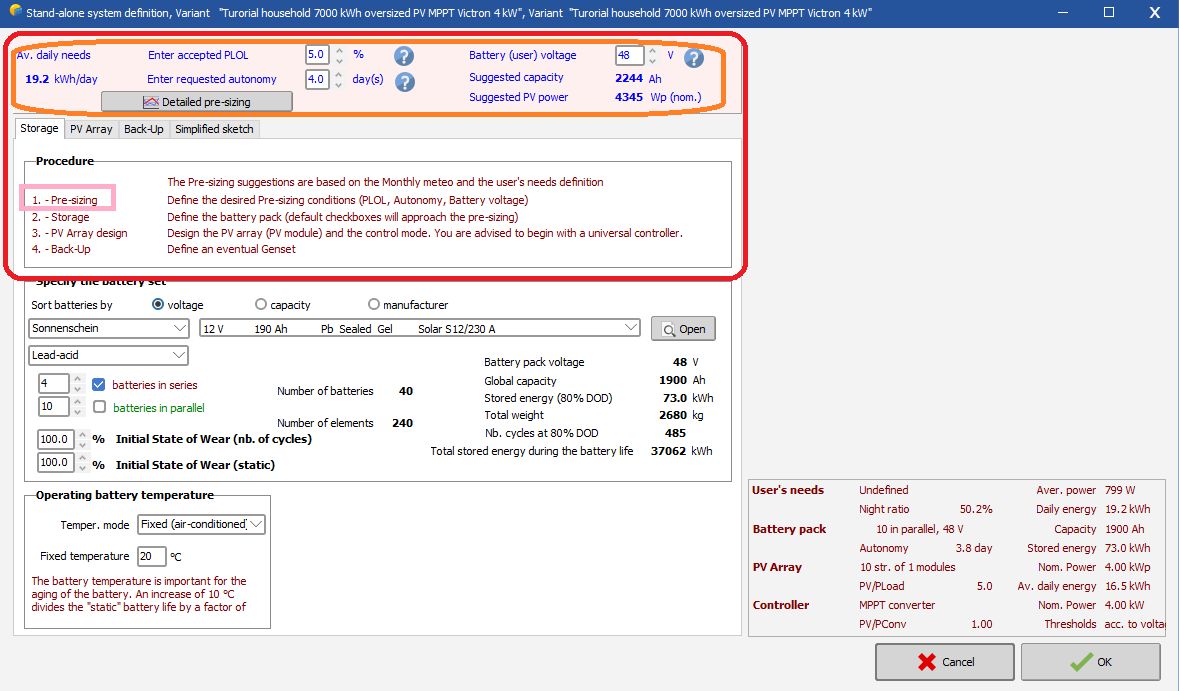 Stand-alone system definition, Variant "Turorial household 7000 kWh oversized PV MPPT Victron 4 kW", Variant "Turorial household 7000 kWh oversized PV MPPT Victron 4 kW"
Av. daily needs Enter accepted PLOL 5.0 % ? Battery (user) voltage 48 V ?
19.2 kWh/day Enter requested autonomy 4.0 day(s) ? Suggested capacity 2244 Ah
Detailed pre-sizing Suggested PV power 4345 Wp (nom.)
Storage PV Array Back-Up Simplified sketch
Procedure
The Pre-sizing suggestions are based on the Monthly meteo and the user's needs definition
1. - Pre-sizing Define the desired Pre-sizing conditions (PLOL, Autonomy, Battery voltage)
2. - Storage Define the battery pack (default checkboxes will approach the pre-sizing)
3. - PV Array design Design the PV array (PV module) and the control mode. You are advised to begin with a universal controller.
4. - Back-Up Define an eventual Genset
Specify the battery set
Sort batteries by voltage capacity manufacturer
Sonnenschein 12 V 190 Ah Pb Sealed Gel Solar S12/230 A Open
Lead-acid
4 batteries in series
10 batteries in parallel
Number of batteries 40
Number of elements 240
100.0 % Initial State of Wear (nb. of cycles)
100.0 % Initial State of Wear (static)
Battery pack voltage 48 V
Global capacity 1900 Ah
Stored energy (80% DOD) 73.0 kWh
Total weight 2680 kg
Nb. cycles at 80% DOD 485
Total stored energy during the battery life 37062 kWh
Operating battery temperature
Temper. mode Fixed (air-conditioned)
Fixed temperature 20 °C
The battery temperature is important for the
aging of the battery. An increase of 10 °C
divides the "static" battery life by a factor of
User's needs Undefined Aver. power 799 W
Night ratio 50.2% Daily energy 19.2 kWh
Battery pack 10 in parallel, 48 V Capacity 1900 Ah
Autonomy 3.8 day Stored energy 73.0 kWh
PV Array 10 str. of 1 modules Nom. Power 4.00 kWp
PV/PLoad 5.0 Av. daily energy 16.5 kWh
Controller MPPT converter Nom. Power 4.00 kW
PV/PConv 1.00 Thresholds acc. to volta
Cancel OK